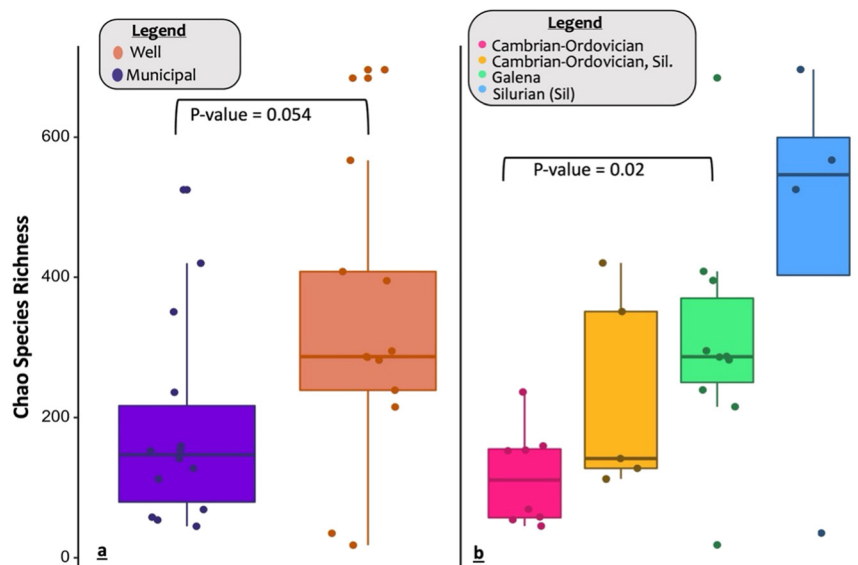 Legend
Well
Municipal
P-value = 0.054
600
400
200
0
Chao Species Richness
a
Legend
Cambrian-Ordovician
Cambrian-Ordovician, Sil.
Galena
Silurian (Sil)
P-value = 0.02
b